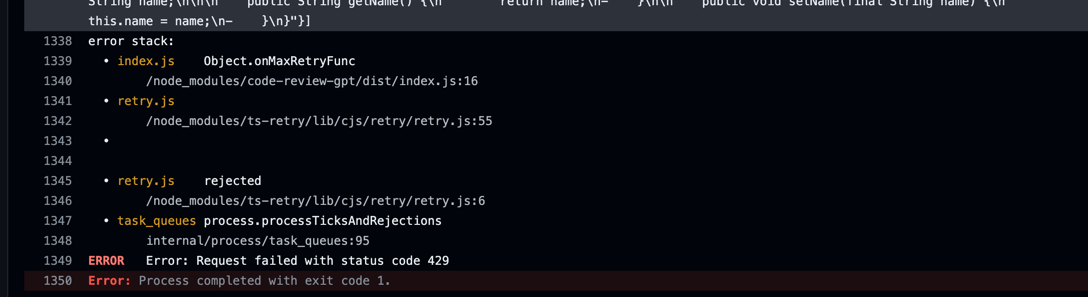 String name;\n\n\n    public String getName() {\n        return name;\n-    }\n\n    public void setName(final String name) {\n
this.name = name;\n-    }\n}"}]
1338 error stack:
1339 • index.js    Object.onMaxRetryFunc
1340 /node_modules/code-review-gpt/dist/index.js:16
1341 • retry.js
1342 /node_modules/ts-retry/lib/cjs/retry/retry.js:55
1343 •
1344
1345 • retry.js    rejected
1346 /node_modules/ts-retry/lib/cjs/retry/retry.js:6
1347 • task_queues process.processTicksAndRejections
1348 internal/process/task_queues:95
1349 ERROR   Error: Request failed with status code 429
1350 Error: Process completed with exit code 1.